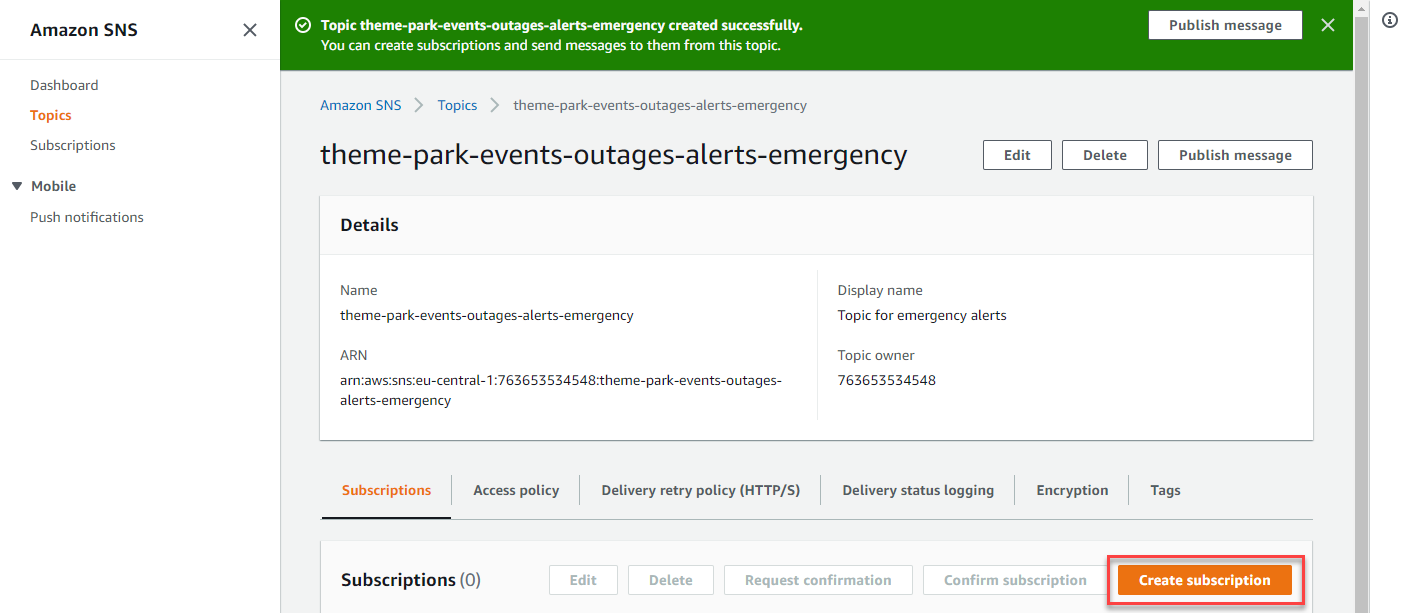 Amazon SNS
Dashboard
Topics
Subscriptions
Mobile
Push notifications
Topic theme-park-events-outages-alerts-emergency created successfully.
You can create subscriptions and send messages to them from this topic.
Publish message
Amazon SNS
Topics
theme-park-events-outages-alerts-emergency
theme-park-events-outages-alerts-emergency
Edit
Delete
Publish message
Details
Name
theme-park-events-outages-alerts-emergency
ARN
arn:aws:sns:eu-central-1:763653534548:theme-park-events-outages-
alerts-emergency
Display name
Topic for emergency alerts
Topic owner
763653534548
Subscriptions
Access policy
Delivery retry policy (HTTP/S)
Delivery status logging
Encryption
Tags
Subscriptions (0)
Edit
Delete
Request confirmation
Confirm subscription
Create subscription